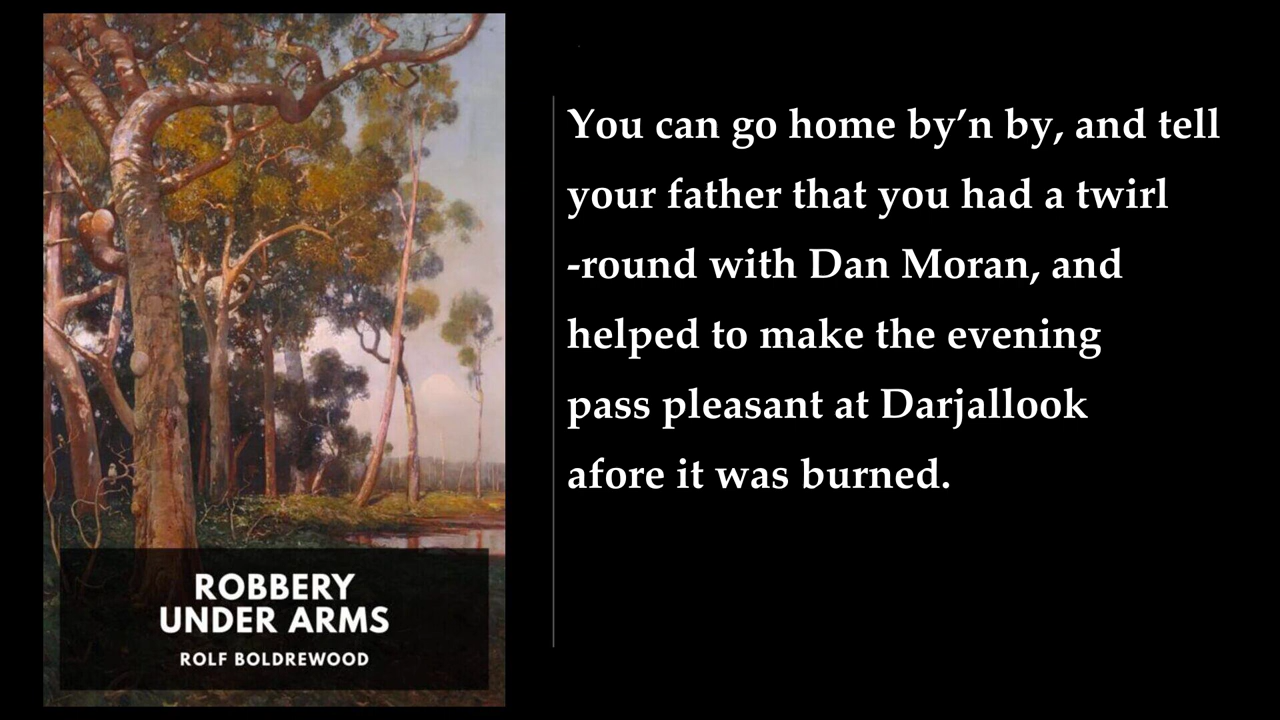 You can go home by’n by, and tell
your father that you had a twirl
-round with Dan Moran, and
helped to make the evening
pass pleasant at Darjallook
afore it was burned.
ROBBERY
UNDER ARMS
ROLF BOLDREWOOD